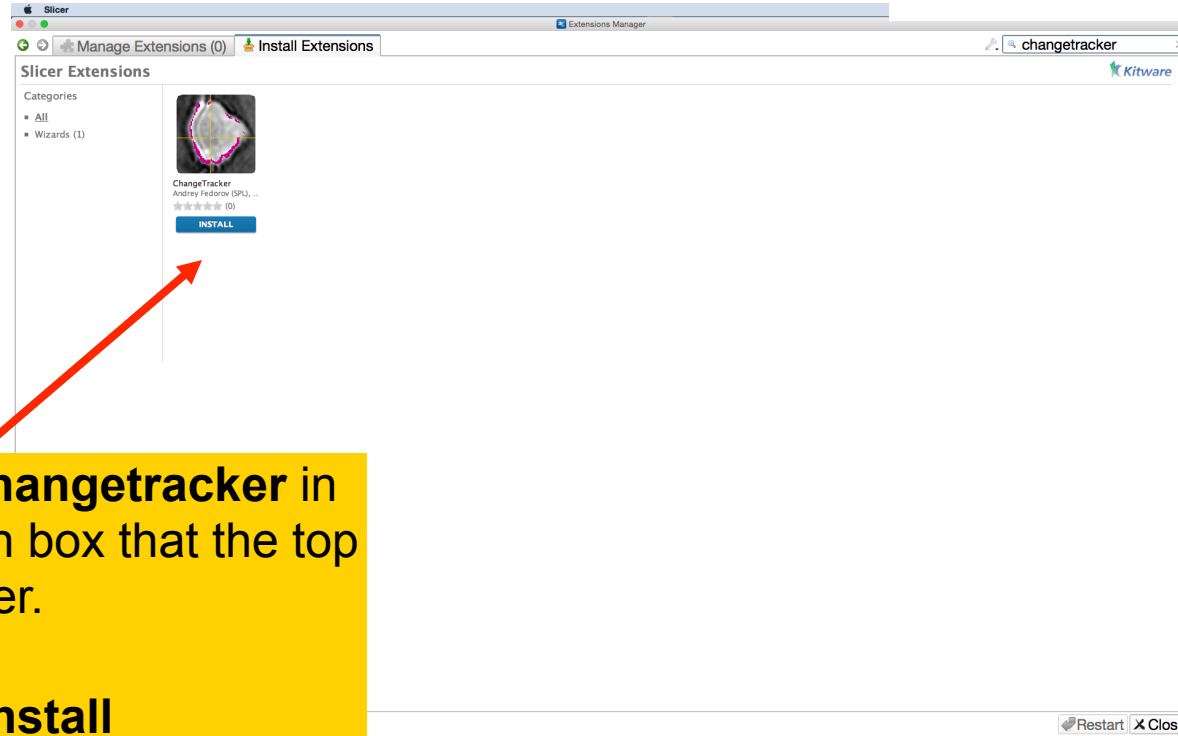 Slicer
Extensions Manager
Manage Extensions (0) Install Extensions changetracker
Slicer Extensions Kitware
Categories
All
Wizards (1)
ChangeTracker
Andrey Fedorov (SPL), ..
(0)
INSTALL
hangetracker in
box that the top
er.
nstall
Restart Clos